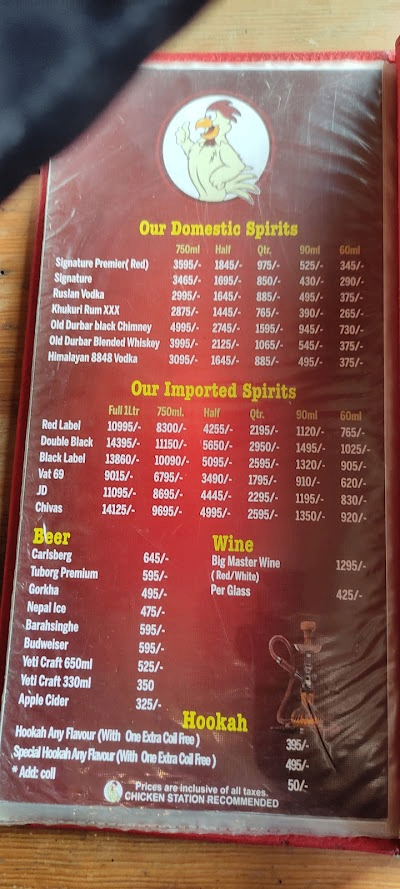 Our Domestic Spirits
750ml Half Qtr. 90ml 60ml
Signature Premier( Red) 3595/- 1845/- 975/- 525/- 345/-
Signature 3465/- 1695/- 850/- 430/- 290/-
Ruslan Vodka 2995/- 1645/- 885/- 495/- 375/-
Khukuri Rum XXX 2875/- 1445/- 765/- 390/- 265/-
Old Durbar black Chimney 4995/- 2745/- 1595/- 945/- 730/-
Old Durbar Blended Whiskey 3995/- 2125/- 1065/- 545/- 375/-
Himalayan 8848 Vodka 3095/- 1645/- 885/- 495/- 375/-
Our Imported Spirits
Full 1Ltr 750ml. Half Qtr. 90ml 60ml
Red Label 10995/- 8300/- 4255/- 2195/- 1120/- 765/-
Double Black 14395/- 11150/- 5650/- 2950/- 1495/- 1025/-
Black Label 13860/- 10090/- 5095/- 2595/- 1320/- 905/-
Vat 69 9015/- 6795/- 3490/- 1795/- 910/- 620/-
JD 11095/- 8695/- 4445/- 2295/- 1195/- 830/-
Chivas 14125/- 9695/- 4995/- 2595/- 1350/- 920/-
Beer
Carlsberg 645/-
Tuborg Premium 595/-
Gorkha 495/-
Nepal Ice 475/-
Barahsinghe 595/-
Budweiser 595/-
Yeti Craft 650ml 525/-
Yeti Craft 330ml 350
Apple Cider 325/-
Wine
Big Master Wine 1295/-
( Red/White)
Per Glass 425/-
Hookah
Hookah Any Flavour (With One Extra Coil Free ) 395/-
Special Hookah Any Flavour (With One Extra Coil Free ) 495/-
* Add: coll 50/-
Prices are inclusive of all taxes.
CHICKEN STATION RECOMMENDED